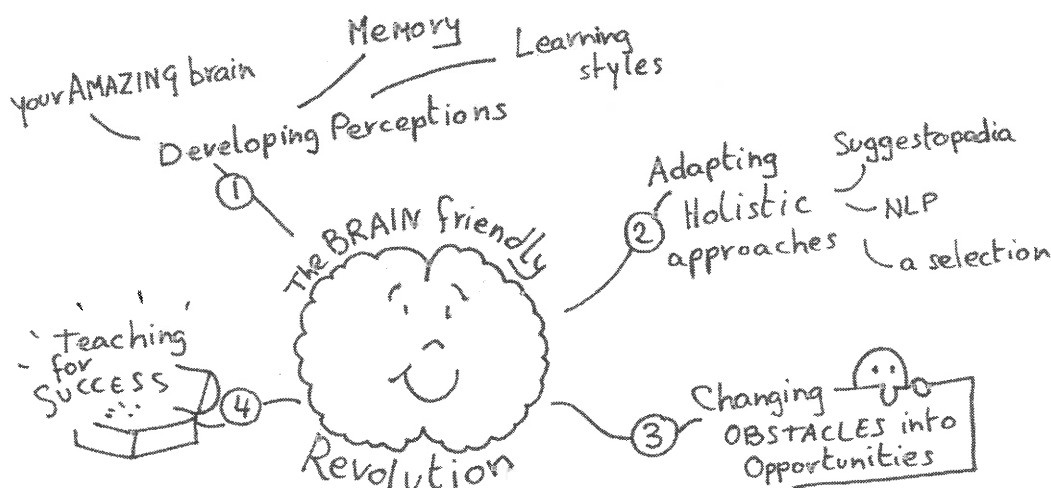 The BRAIN friendly
Revolution
1
Developing Perceptions
your AMAZING brain
Memory
Learning
styles
2
Adapting
Holistic
approaches
Suggestopadia
NLP
a selection
3
Changing
OBSTACLES into
Opportunities
4
Teaching
for
SUCCESS